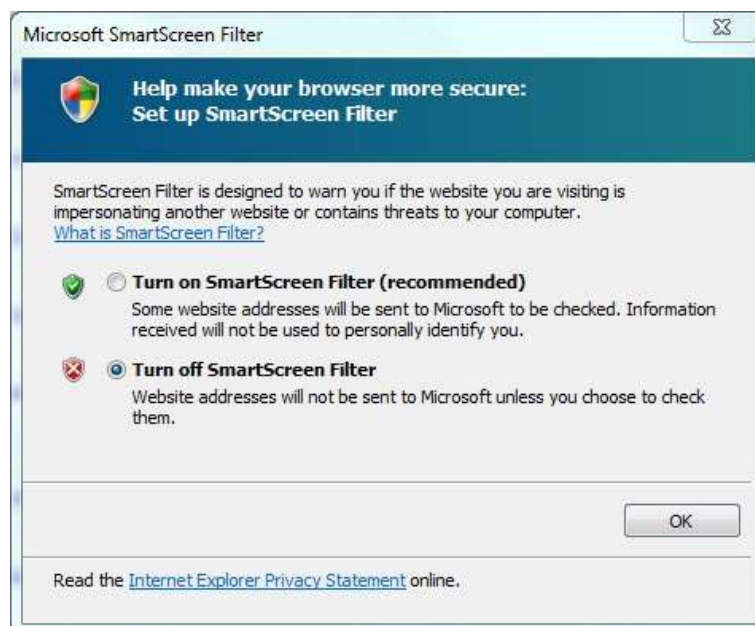 Microsoft SmartScreen Filter
Help make your browser more secure:
Set up SmartScreen Filter
SmartScreen Filter is designed to warn you if the website you are visiting is
impersonating another website or contains threats to your computer.
What is SmartScreen Filter?
Turn on SmartScreen Filter (recommended)
Some website addresses will be sent to Microsoft to be checked. Information
received will not be used to personally identify you.
Turn off SmartScreen Filter
Website addresses will not be sent to Microsoft unless you choose to check
them.
OK
Read the Internet Explorer Privacy Statement online.